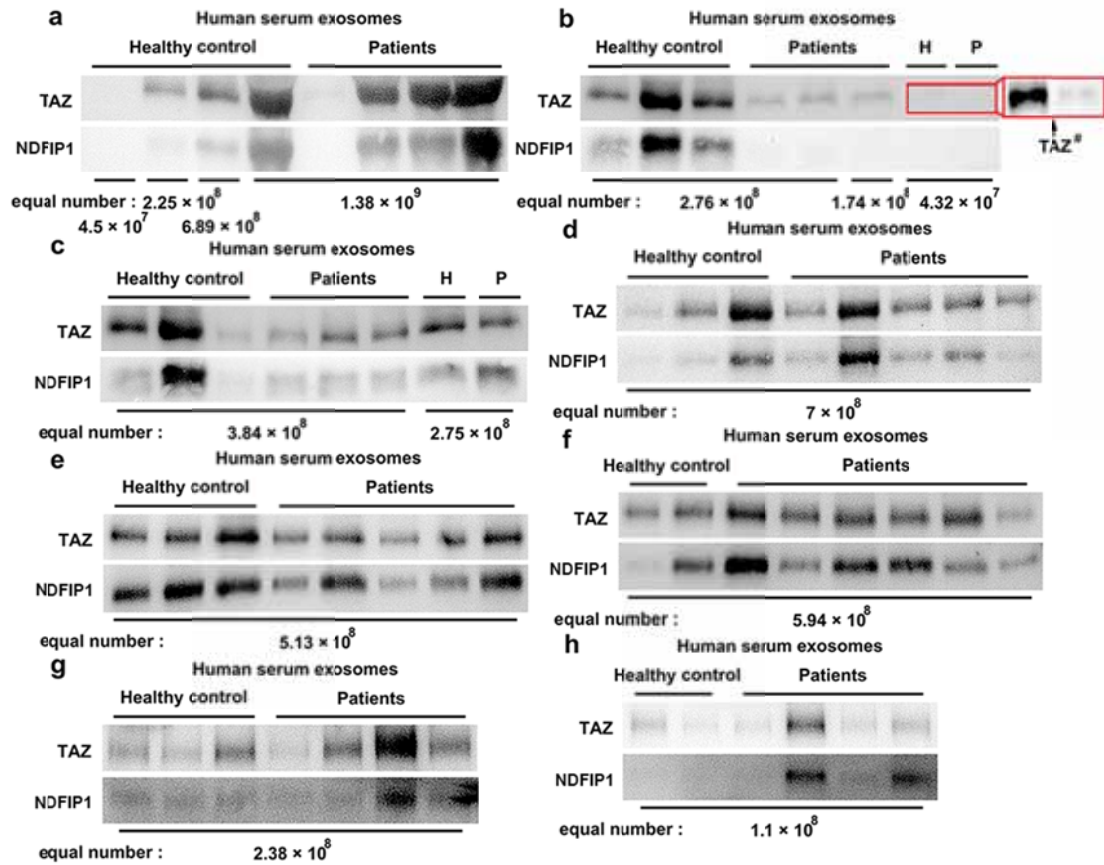 a
Human serum exosomes
Healthy control Patients
TAZ
NDFIP1
equal number : 2.25 × 10⁸ 1.38 × 10⁹
4.5 × 10⁷ 6.89 × 10⁸
b
Human serum exosomes
Healthy control Patients H P
TAZ
TAZ#
NDFIP1
equal number : 2.76 × 10⁸ 1.74 × 10⁸ 4.32 × 10⁷
c
Human serum exosomes
Healthy control Patients H P
TAZ
NDFIP1
equal number : 3.84 × 10⁸ 2.75 × 10⁸
d
Human serum exosomes
Healthy control Patients
TAZ
NDFIP1
equal number : 7 × 10⁸
e
Human serum exosomes
Healthy control Patients
TAZ
NDFIP1
equal number : 5.13 × 10⁸
f
Human serum exosomes
Healthy control Patients
TAZ
NDFIP1
equal number : 5.94 × 10⁸
g
Human serum exosomes
Healthy control Patients
TAZ
NDFIP1
equal number : 2.38 × 10⁸
h
Human serum exosomes
Healthy control Patients
TAZ
NDFIP1
equal number : 1.1 × 10⁸